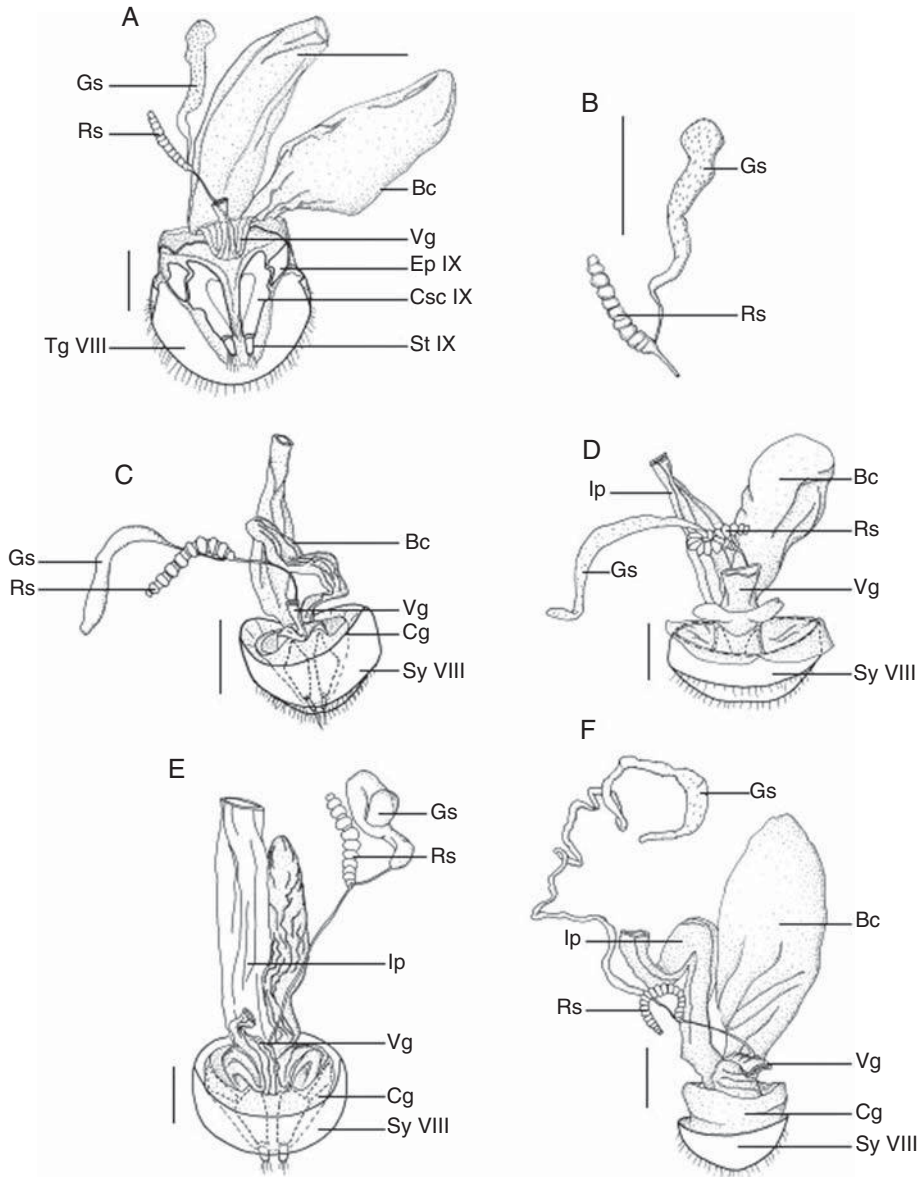 A
Gs
Rs
Bc
Vg
Ep IX
Csc IX
Tg VIII
St IX
B
Gs
Rs
C
Gs
Rs
Bc
Vg
Cg
Sy VIII
D
Ip
Bc
Rs
Gs
Vg
Sy VIII
E
Gs
Rs
Ip
Vg
Cg
Sy VIII
F
Gs
Ip
Bc
Rs
Vg
Cg
Sy VIII